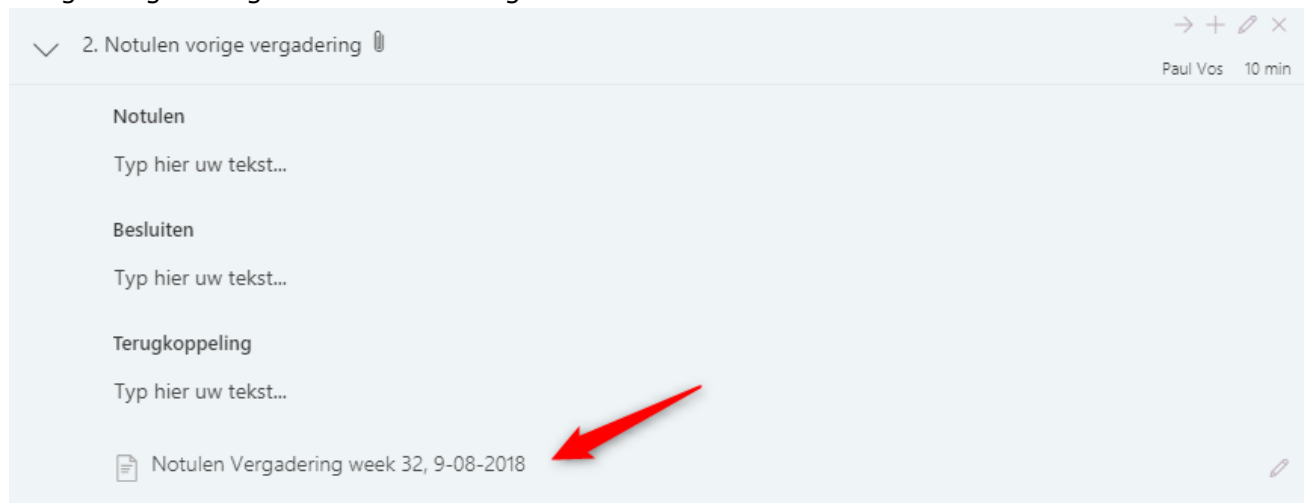 2. Notulen vorige vergadering
Paul Vos 10 min
Notulen
Typ hier uw tekst...
Besluiten
Typ hier uw tekst...
Terugkoppeling
Typ hier uw tekst...
Notulen Vergadering week 32, 9-08-2018